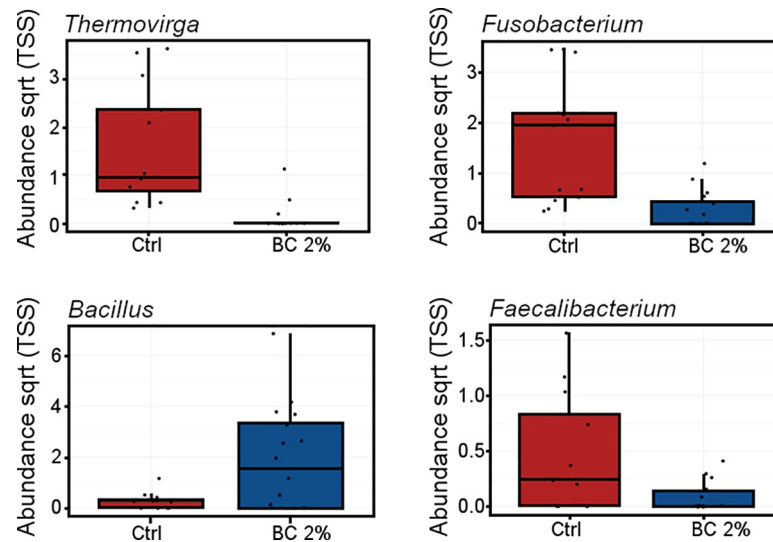 Thermovirga
Abundance sqrt (TSS)
3
2
1
0
Ctrl
BC 2%
Fusobacterium
Abundance sqrt (TSS)
3
2
1
0
Ctrl
BC 2%
Bacillus
Abundance sqrt (TSS)
6
4
2
0
Ctrl
BC 2%
Faecalibacterium
Abundance sqrt (TSS)
1.5
1.0
0.5
0.0
Ctrl
BC 2%